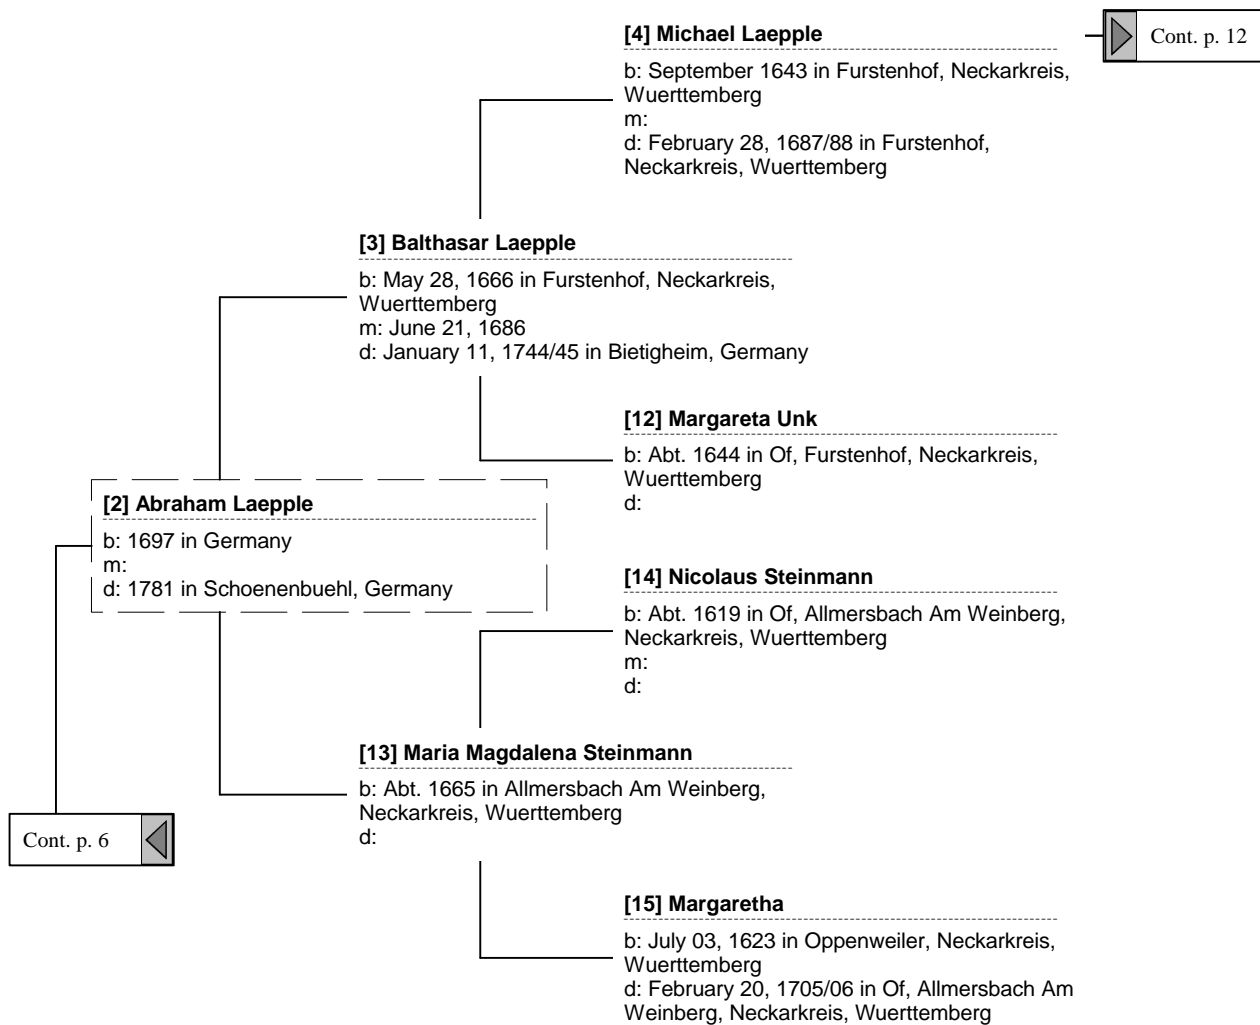 [4] Michael Laepple
Cont. p. 12
b: September 1643 in Furstenhof, Neckarkreis,
Wuerttemberg
m:
d: February 28, 1687/88 in Furstenhof,
Neckarkreis, Wuerttemberg
[3] Balthasar Laepple
b: May 28, 1666 in Furstenhof, Neckarkreis,
Wuerttemberg
m: June 21, 1686
d: January 11, 1744/45 in Bietigheim, Germany
[12] Margareta Unk
b: Abt. 1644 in Of, Furstenhof, Neckarkreis,
Wuerttemberg
d:
[2] Abraham Laepple
b: 1697 in Germany
m:
d: 1781 in Schoenenbuehl, Germany
[14] Nicolaus Steinmann
b: Abt. 1619 in Of, Allmersbach Am Weinberg,
Neckarkreis, Wuerttemberg
m:
d:
[13] Maria Magdalena Steinmann
b: Abt. 1665 in Allmersbach Am Weinberg,
Neckarkreis, Wuerttemberg
d:
Cont. p. 6
[15] Margaretha
b: July 03, 1623 in Oppenweiler, Neckarkreis,
Wuerttemberg
d: February 20, 1705/06 in Of, Allmersbach Am
Weinberg, Neckarkreis, Wuerttemberg